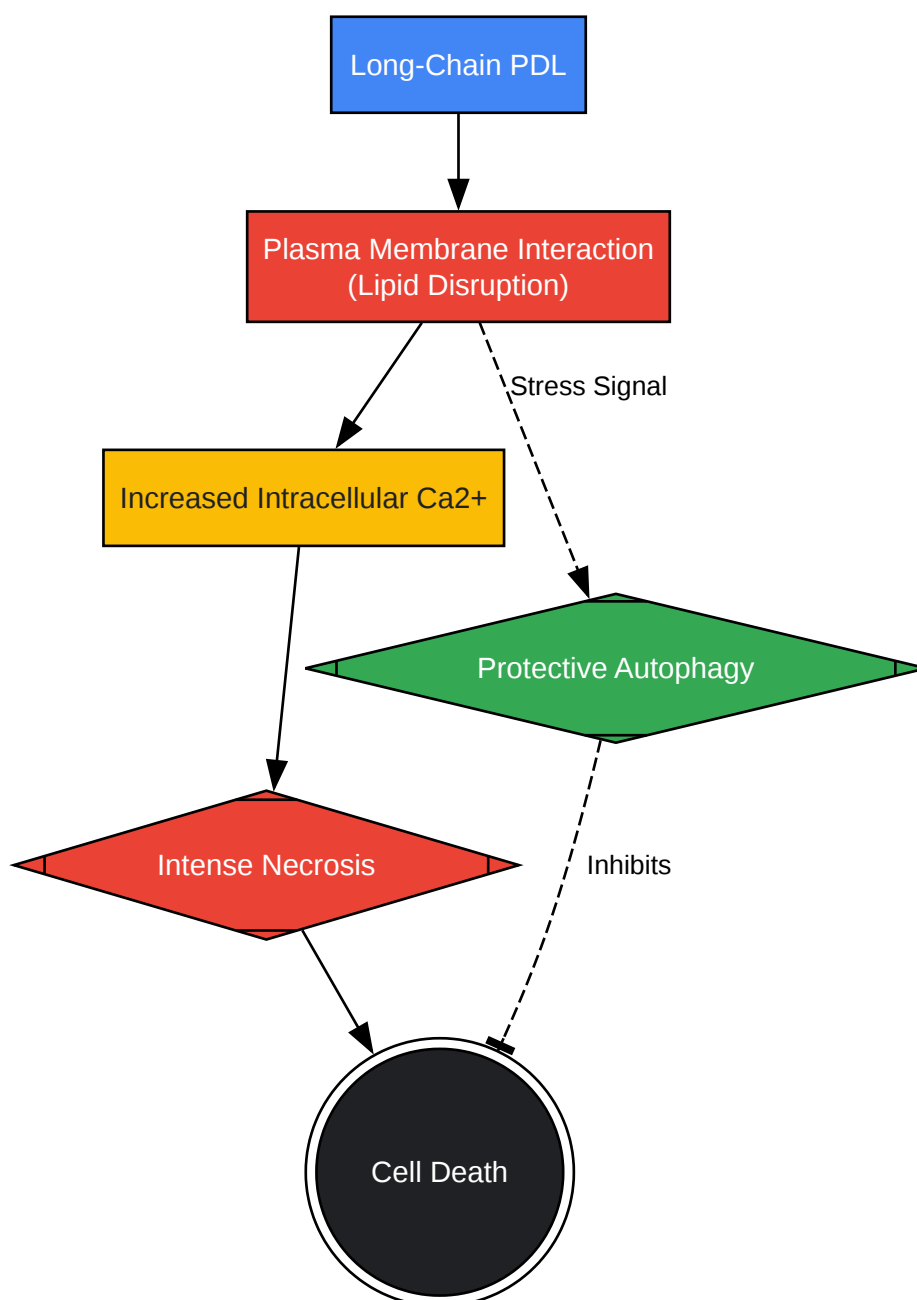 Long-Chain PDL
Plasma Membrane Interaction
(Lipid Disruption)
Stress Signal
Increased Intracellular Ca2+
Protective Autophagy
Intense Necrosis
Inhibits
Cell Death